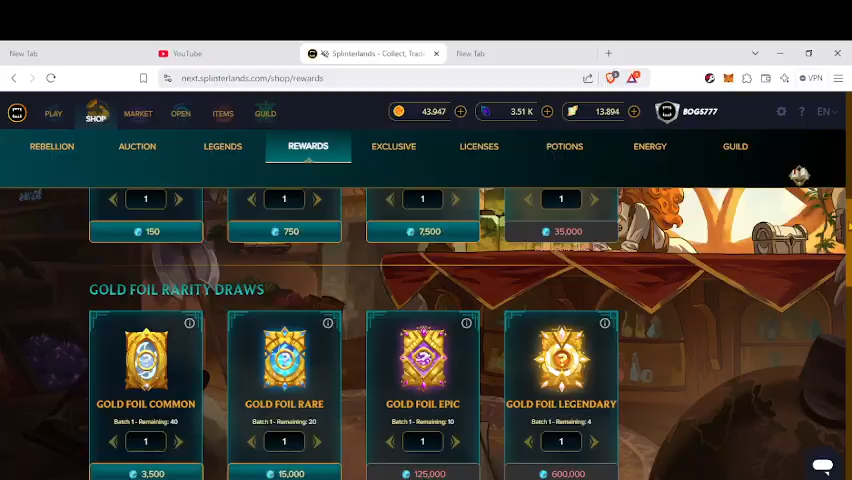 New Tab
YouTube
Splinterlands - Collect, Trade
New Tab
next.splinterlands.com/shop/rewards
VPN
PLAY
SHOP
MARKET
OPEN
ITEMS
GUILD
43.947
3.51 K
13.894
BOGS777
EN
REBELLION
AUCTION
LEGENDS
REWARDS
EXCLUSIVE
LICENSES
POTIONS
ENERGY
GUILD
1
1
1
1
150
750
7,500
35,000
GOLD FOIL RARITY DRAWS
GOLD FOIL COMMON
GOLD FOIL RARE
GOLD FOIL EPIC
GOLD FOIL LEGENDARY
Batch 1 - Remaining: 40
Batch 1 - Remaining: 20
Batch 1 - Remaining: 10
Batch 1 - Remaining: 4
1
1
1
1
3,500
15,000
125,000
600,000